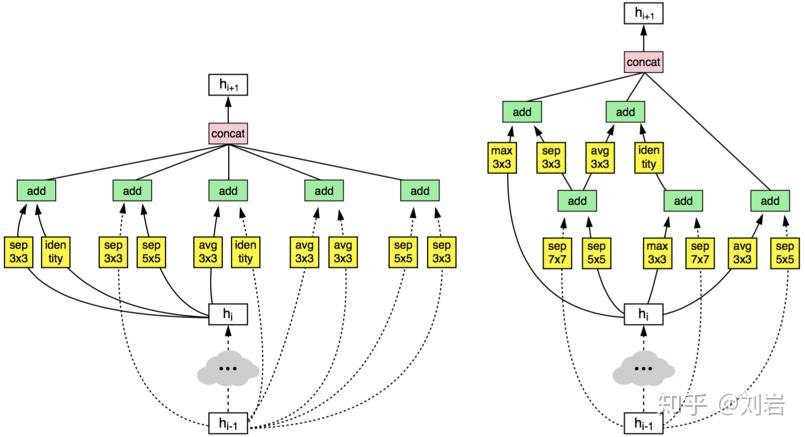 h i+1
concat
add
add
add
add
add
sep
3x3
iden
tity
sep
3x3
sep
5x5
avg
3x3
iden
tity
avg
3x3
avg
3x3
sep
5x5
sep
3x3
h i
...
h i-1
h i+1
concat
add
add
max
3x3
sep
3x3
avg
3x3
iden
tity
add
add
add
sep
7x7
sep
5x5
max
3x3
sep
7x7
avg
3x3
sep
5x5
h i
...
h i-1
知乎 @刘岩